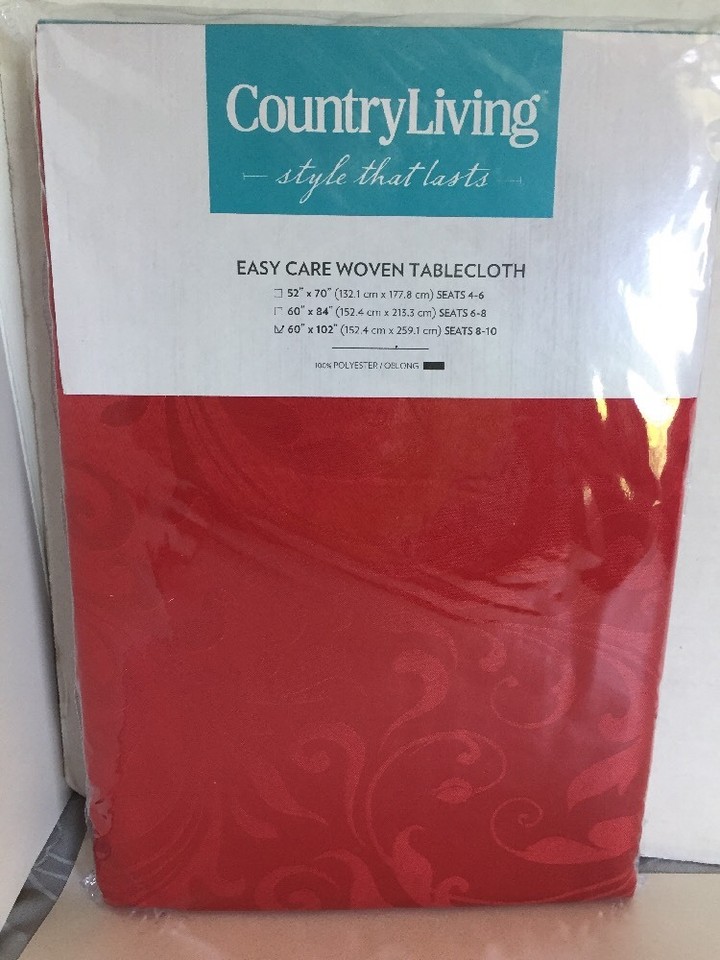 CountryLiving
style that lasts
EASY CARE WOVEN TABLECLOTH
52" x 70" (132.1 cm x 177.8 cm) SEATS 4-6
60" x 84" (152.4 cm x 213.3 cm) SEATS 6-8
60" x 102" (152.4 cm x 259.1 cm) SEATS 8-10
100% POLYESTER / OBLONG